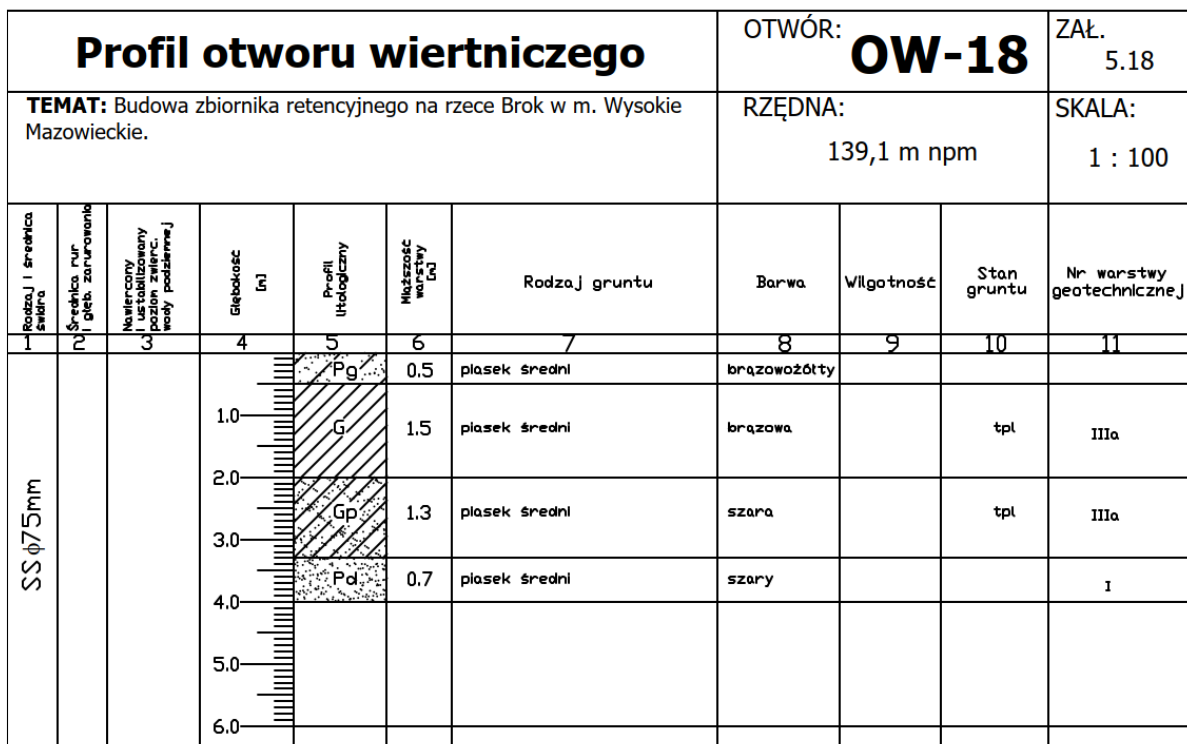 Profil otworu wiertniczego
OTWÓR:
OW-18
ZAŁ.
5.18
TEMAT: Budowa zbiornika retencyjnego na rzece Brok w m. Wysokie
Mazowieckie.
RZĘDNA:
139,1 m npm
SKALA:
1 : 100
Rodzaj i średnica
świdra
Średnica rur
i głęb. zarurowania
Nawiercony
i ustabilizowany
poziom zwierc.
wody podziemnej
Głębokość
[m]
Profil
litologiczny
Miąższość
warstwy
[m]
Rodzaj gruntu
Barwa
Wilgotność
Stan
gruntu
Nr warstwy
geotechnicznej
1 2 3 4 5 6 7 8 9 10 11
Pg 0.5 piasek średni brązowożółty
1.0
G 1.5 piasek średni brązowa tpl IIIa
2.0
Gp 1.3 piasek średni szara tpl IIIa
3.0
Pd 0.7 piasek średni szary I
4.0
5.0
6.0
SS ϕ75mm